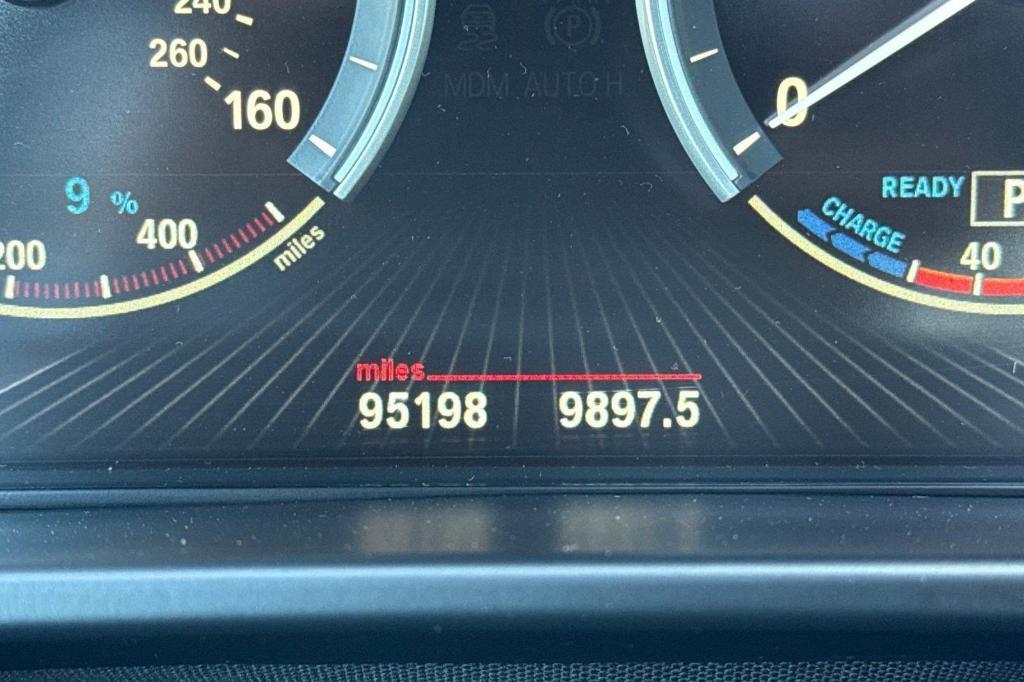 240
260
160
9 %
200
400
miles
MDM AUTO H
P
0
READY
P
CHARGE
40
miles
95198 9897.5